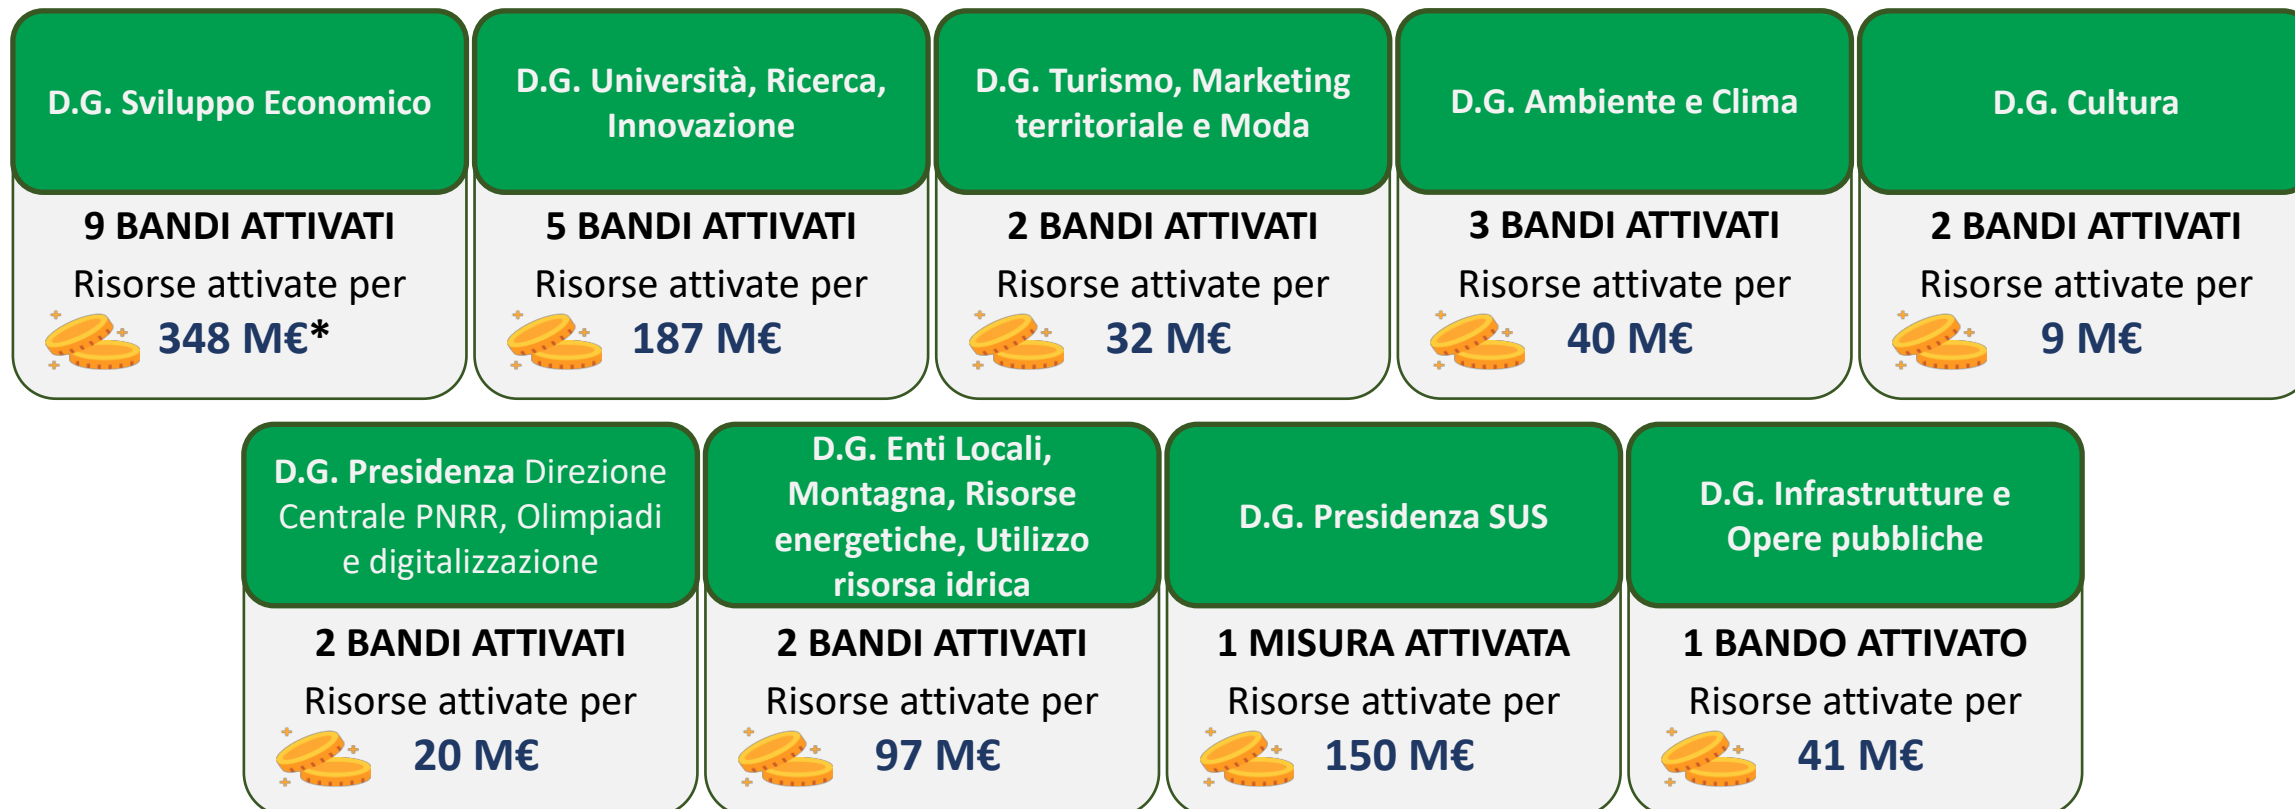 D.G. Sviluppo Economico
9 BANDI ATTIVATI
Risorse attivate per
348 M€*
D.G. Università, Ricerca,
Innovazione
5 BANDI ATTIVATI
Risorse attivate per
187 M€
D.G. Turismo, Marketing
territoriale e Moda
2 BANDI ATTIVATI
Risorse attivate per
32 M€
D.G. Ambiente e Clima
3 BANDI ATTIVATI
Risorse attivate per
40 M€
D.G. Cultura
2 BANDI ATTIVATI
Risorse attivate per
9 M€
D.G. Presidenza Direzione
Centrale PNRR, Olimpiadi
e digitalizzazione
2 BANDI ATTIVATI
Risorse attivate per
20 M€
D.G. Enti Locali,
Montagna, Risorse
energetiche, Utilizzo
risorsa idrica
2 BANDI ATTIVATI
Risorse attivate per
97 M€
D.G. Presidenza SUS
1 MISURA ATTIVATA
Risorse attivate per
150 M€
D.G. Infrastrutture e
Opere pubbliche
1 BANDO ATTIVATO
Risorse attivate per
41 M€